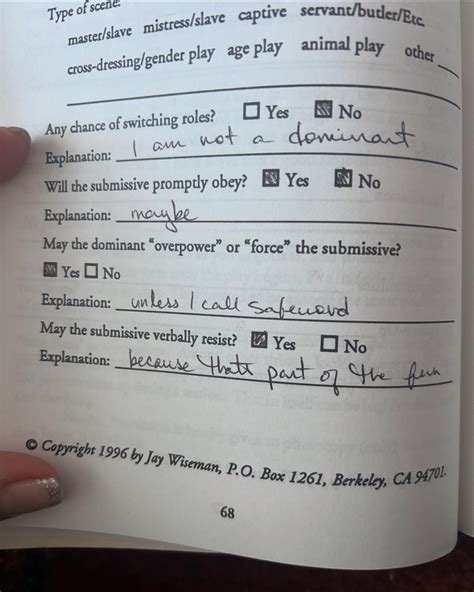 Type of scene:
master/slave mistress/slave captive servant/butler/Etc.
cross-dressing/gender play age play animal play other
Any chance of switching roles? ☐ Yes ☒ No
Explanation: I am not a dominant
Will the submissive promptly obey? ☒ Yes ☒ No
Explanation: maybe
May the dominant “overpower” or “force” the submissive?
☒ Yes ☐ No
Explanation: unless I call safeword
May the submissive verbally resist? ☒ Yes ☐ No
Explanation: because thats part of the fun
© Copyright 1996 by Jay Wiseman, P.O. Box 1261, Berkeley, CA 94701.
68